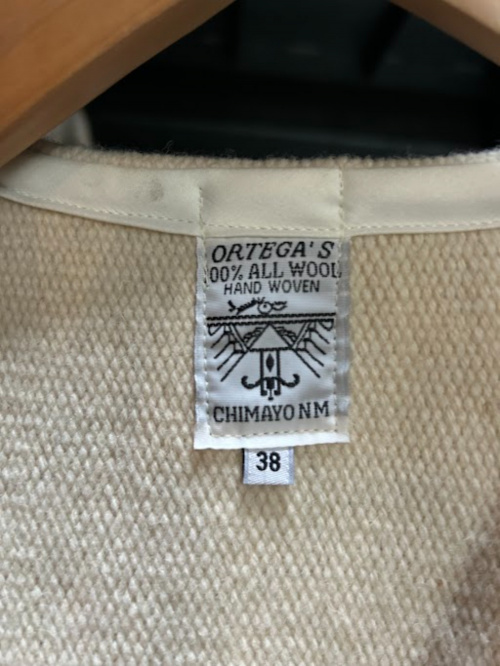 ORTEGA'S
100% ALL WOOL
HAND WOVEN
CHIMAYO NM
38